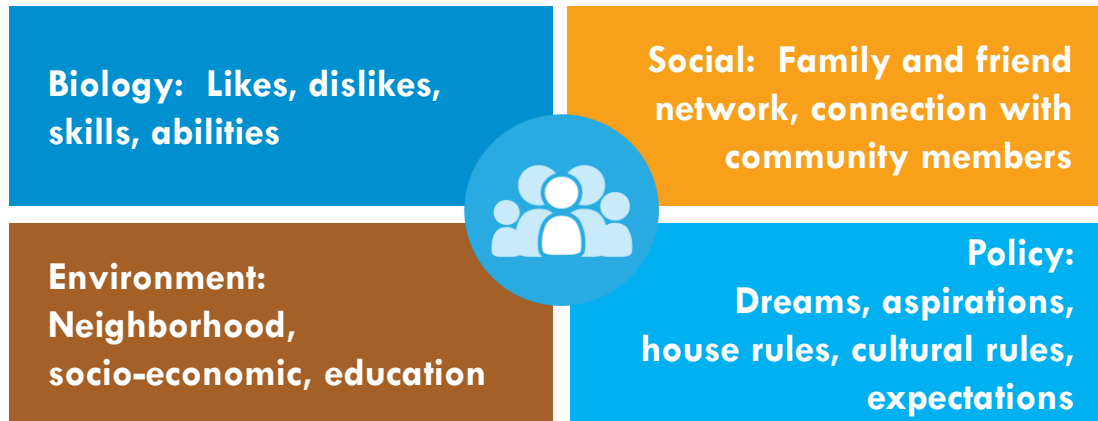 Biology:  Likes, dislikes,
skills, abilities
Social:  Family and friend
network, connection with
community members
Environment:
Neighborhood,
socio-economic, education
Policy:
Dreams, aspirations,
house rules, cultural rules,
expectations